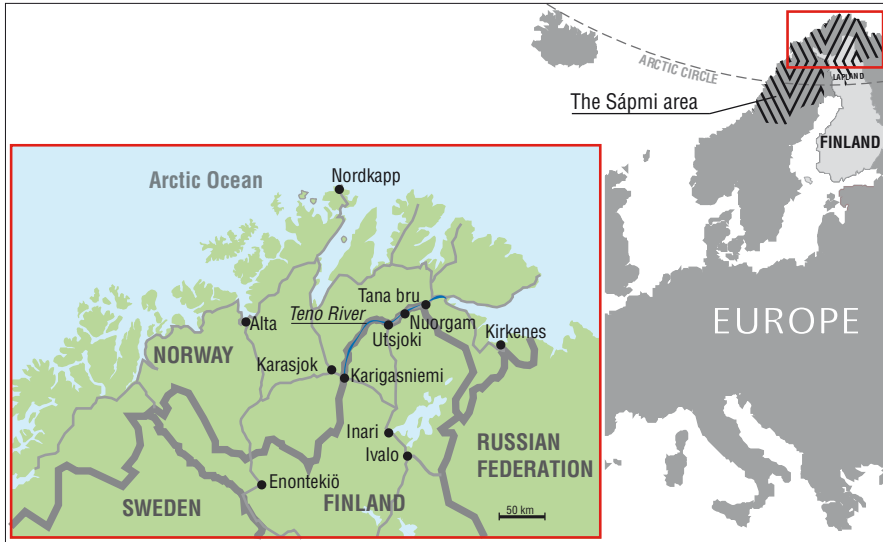 ARCTIC CIRCLE
LAPLAND
The Sápmi area
FINLAND
EUROPE
Arctic Ocean
Nordkapp
Tana bru
Teno River
Nuorgam
Alta
Utsjoki
Kirkenes
NORWAY
Karasjok
Karigasniemi
Inari
RUSSIAN
FEDERATION
Ivalo
Enontekiö
SWEDEN
FINLAND
50 km